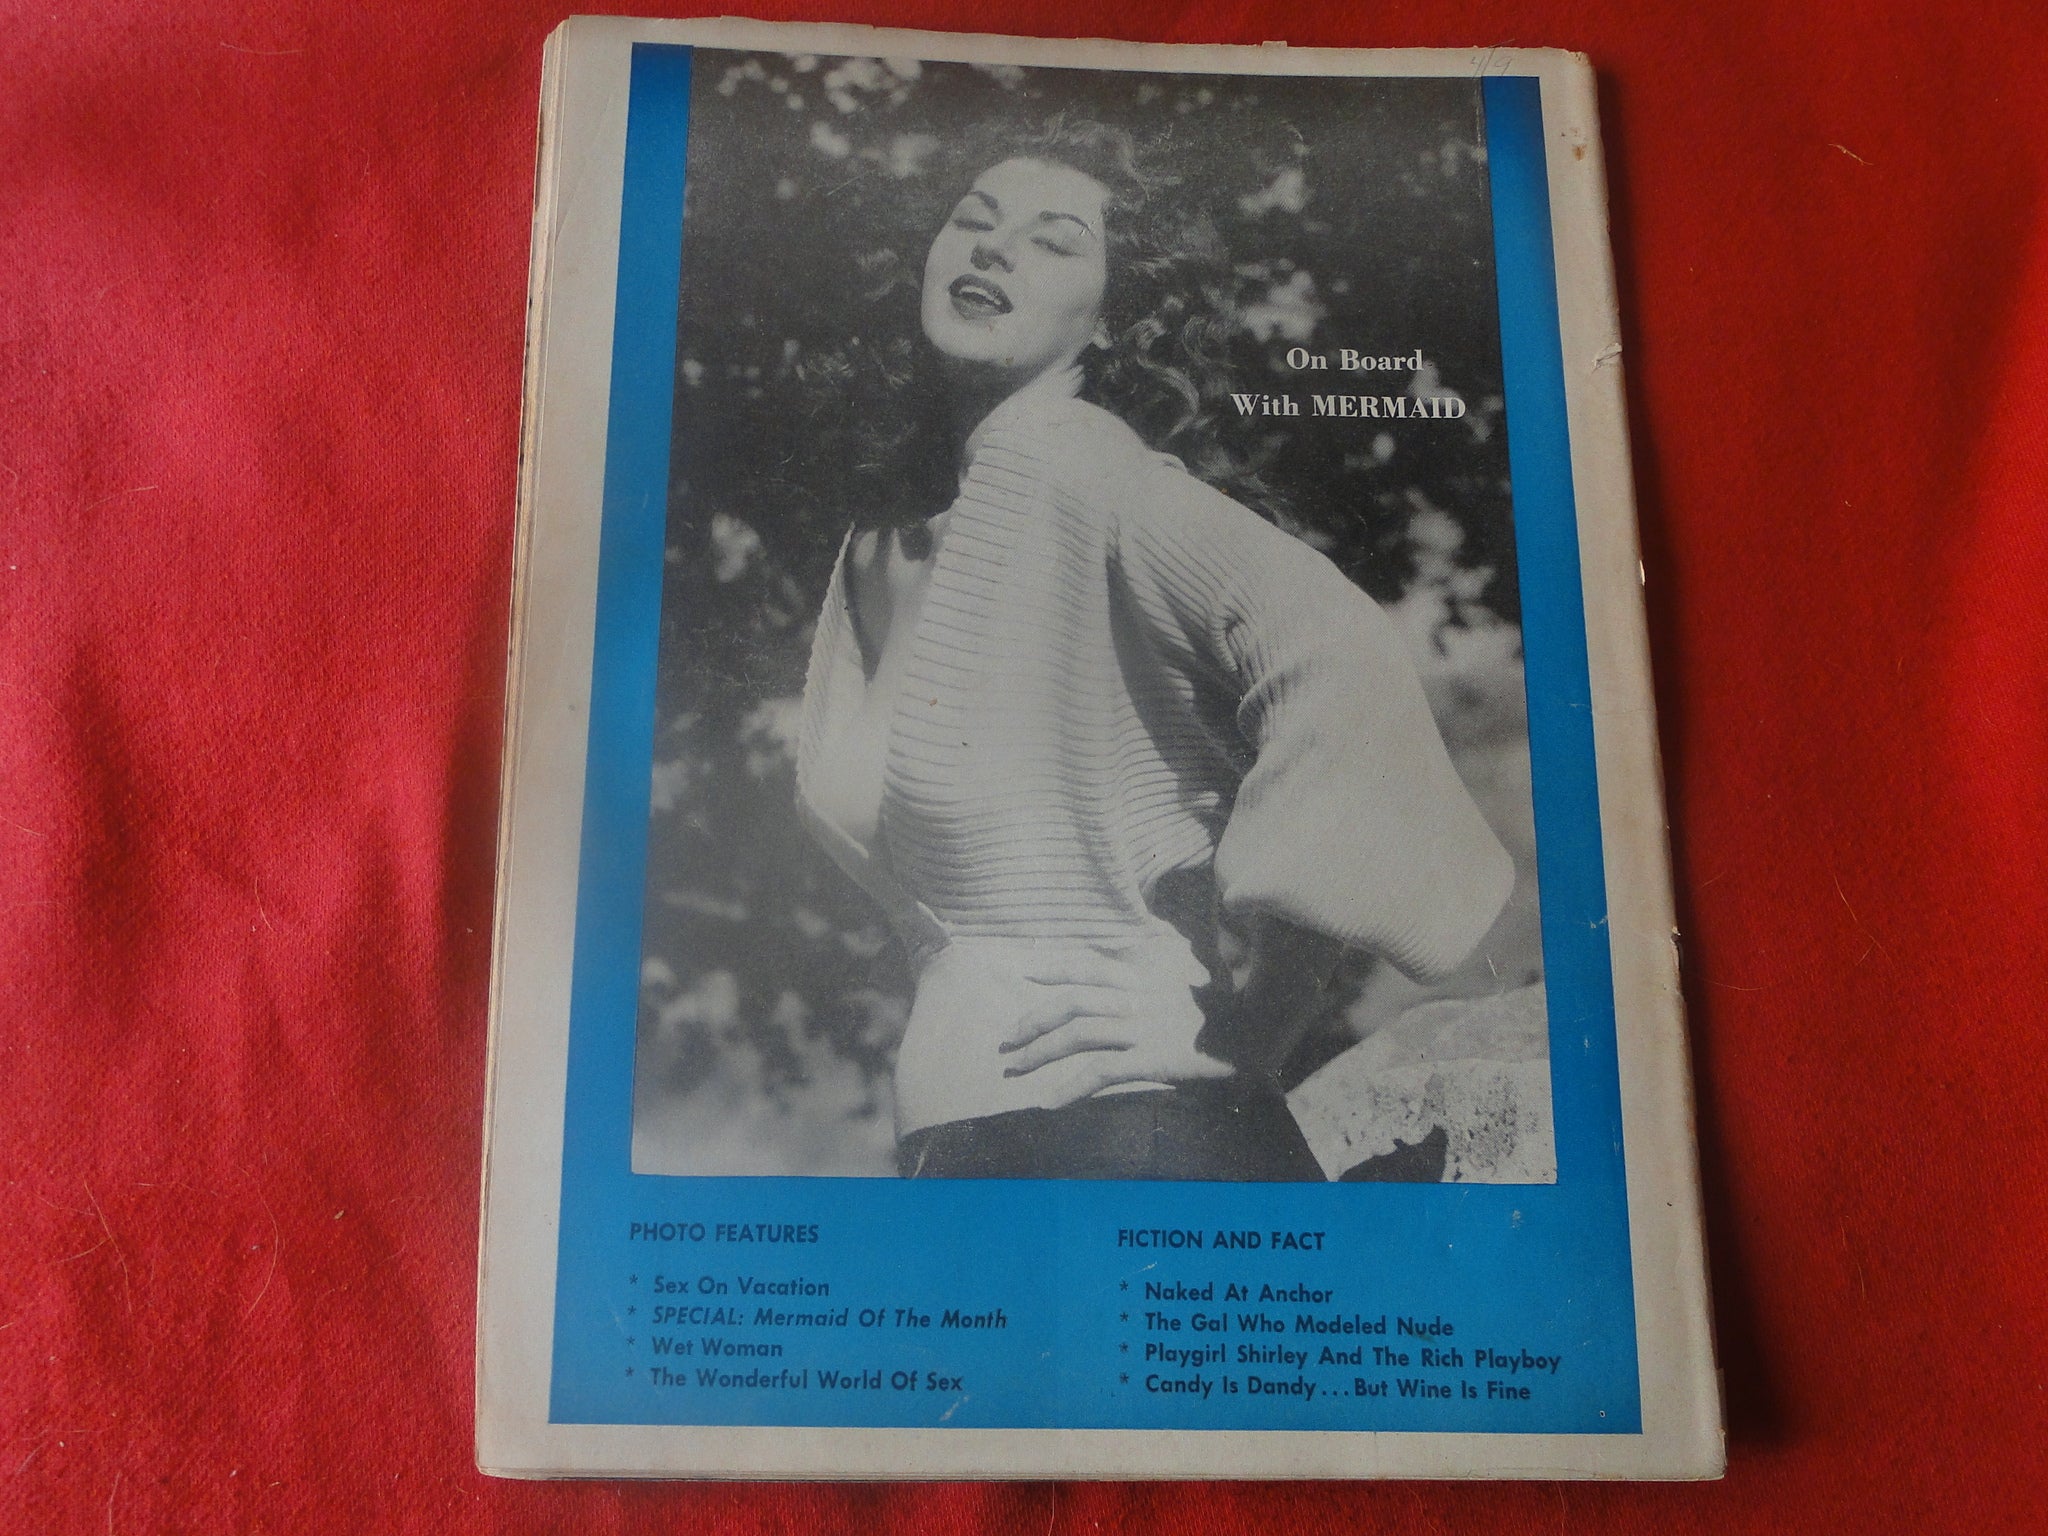 4/9
On Board
With MERMAID
PHOTO FEATURES
* Sex On Vacation
* SPECIAL: Mermaid Of The Month
* Wet Woman
* The Wonderful World Of Sex
FICTION AND FACT
* Naked At Anchor
* The Gal Who Modeled Nude
* Playgirl Shirley And The Rich Playboy
* Candy Is Dandy...But Wine Is Fine